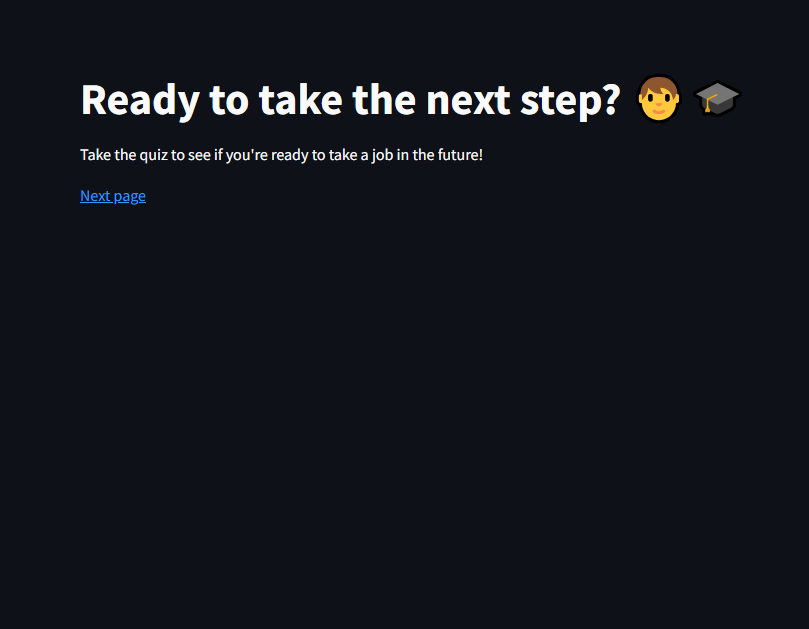 Ready to take the next step? 👨‍🎓
Take the quiz to see if you're ready to take a job in the future!
Next page